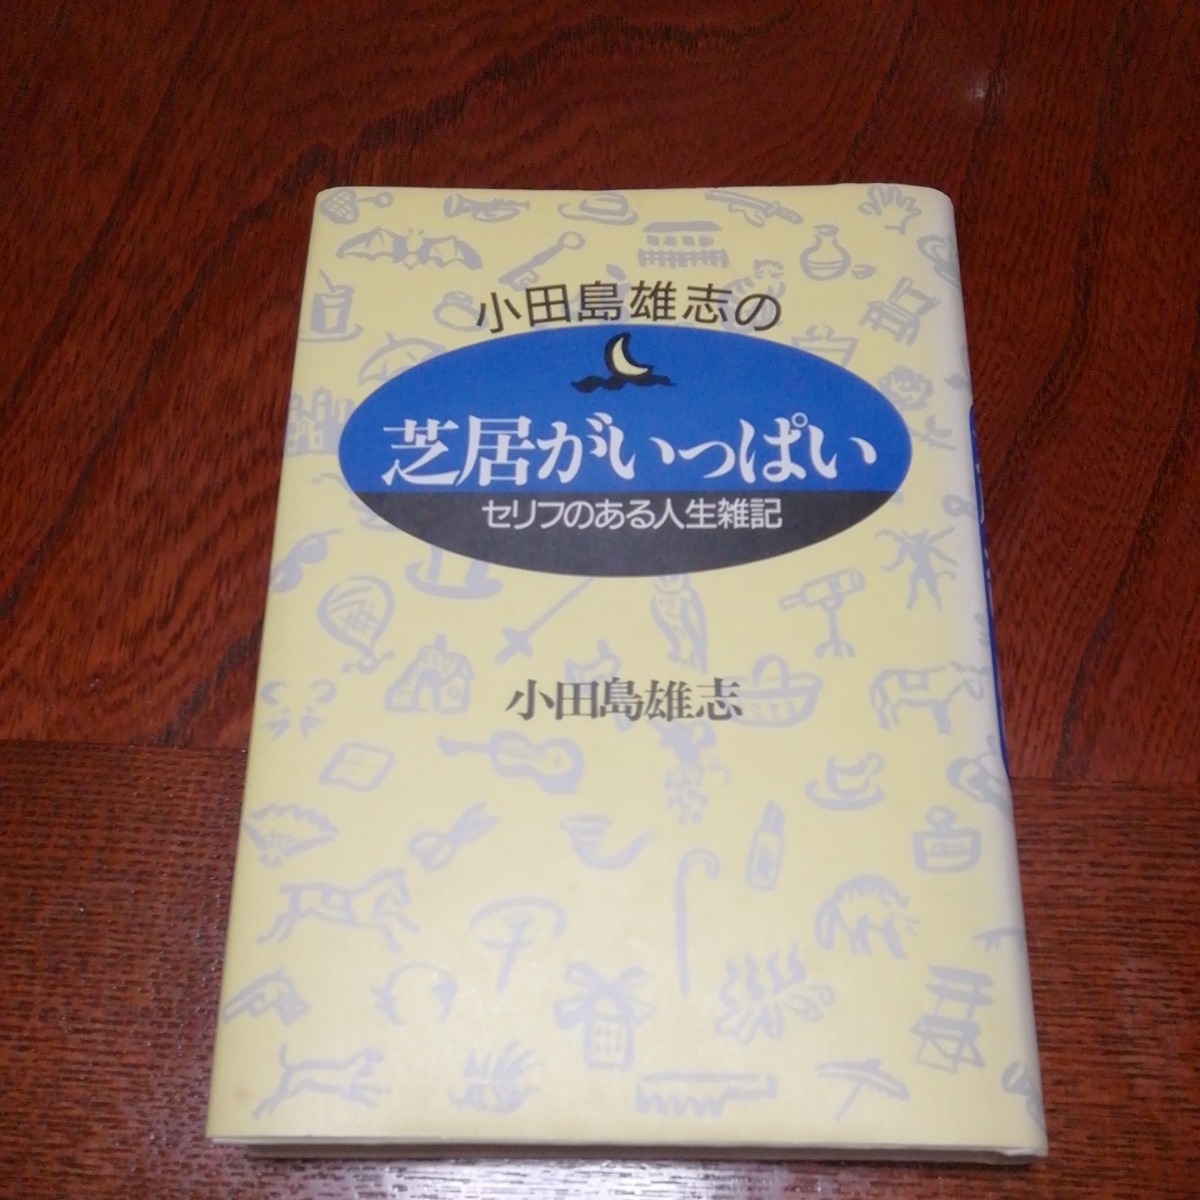 小田島雄志の
芝居がいっぱい
セリフのある人生雑記
小田島雄志